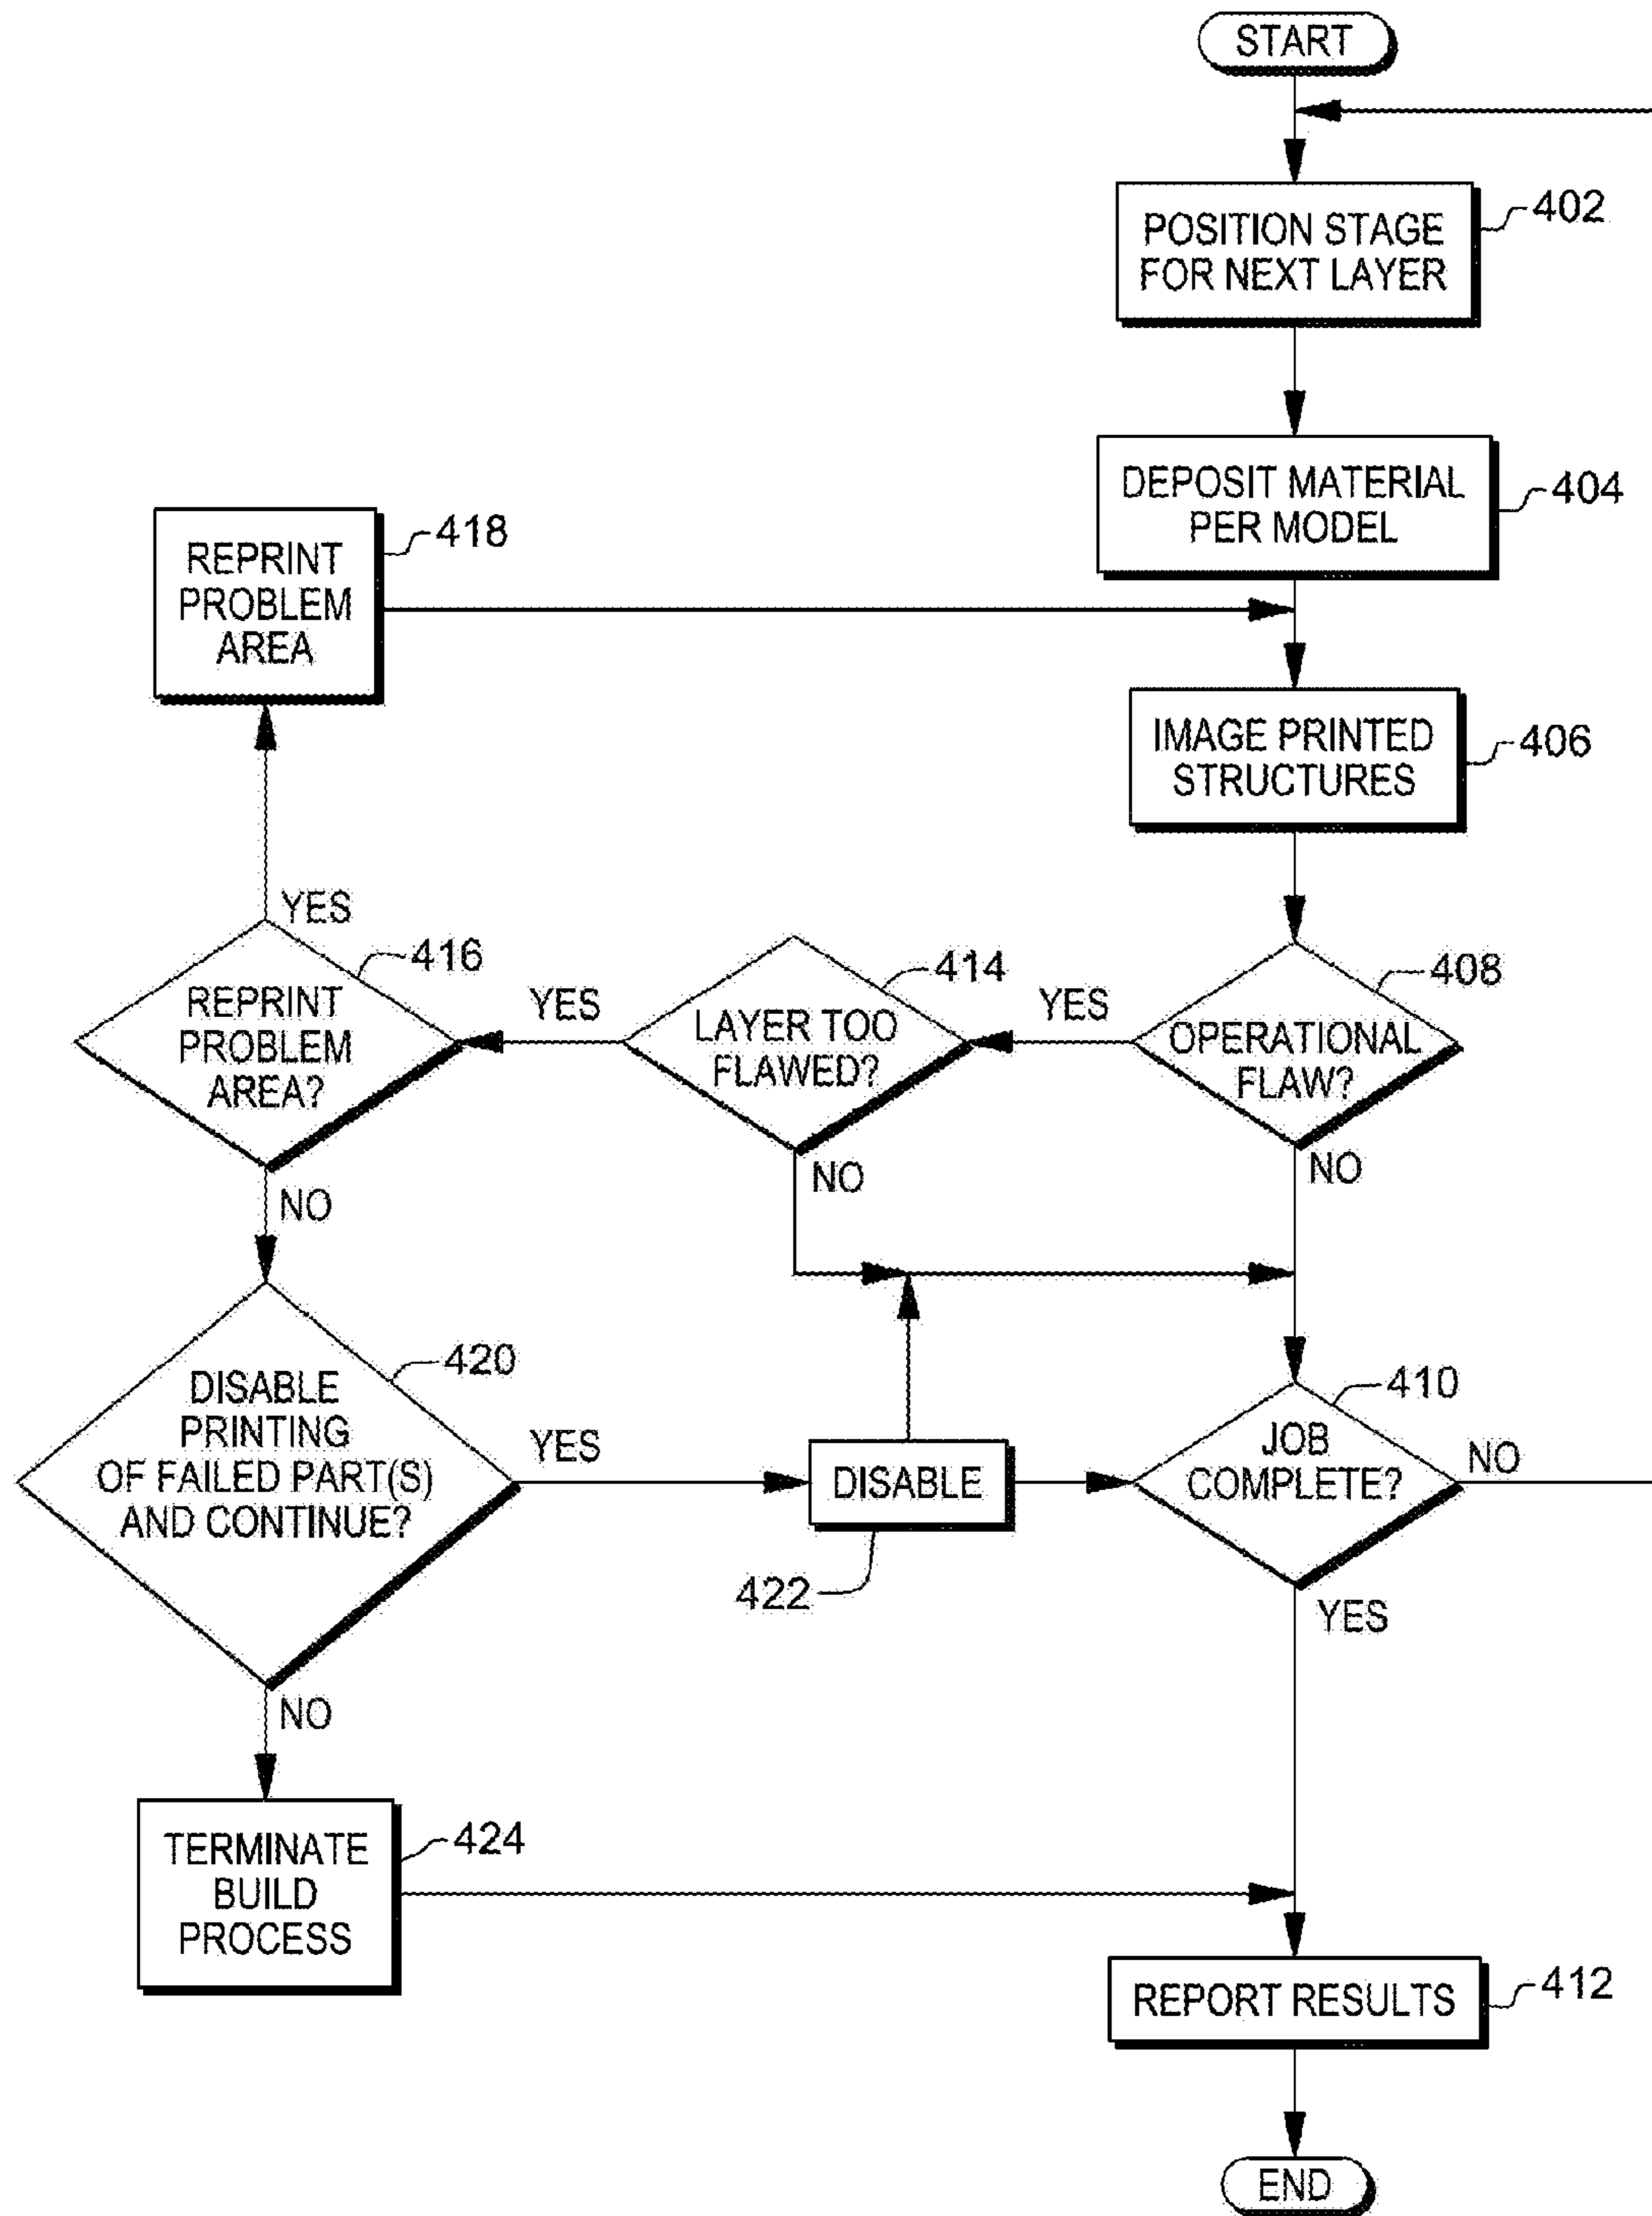 START
POSITION STAGE
FOR NEXT LAYER
402
DEPOSIT MATERIAL
PER MODEL
404
REPRINT
PROBLEM
AREA
418
IMAGE PRINTED
STRUCTURES
406
YES
REPRINT
PROBLEM
AREA?
416
NO
YES
LAYER TOO
FLAWED?
414
NO
YES
OPERATIONAL
FLAW?
408
NO
DISABLE
PRINTING
OF FAILED PART(S)
AND CONTINUE?
420
YES
NO
DISABLE
422
JOB
COMPLETE?
410
NO
YES
TERMINATE
BUILD
PROCESS
424
REPORT RESULTS
412
END